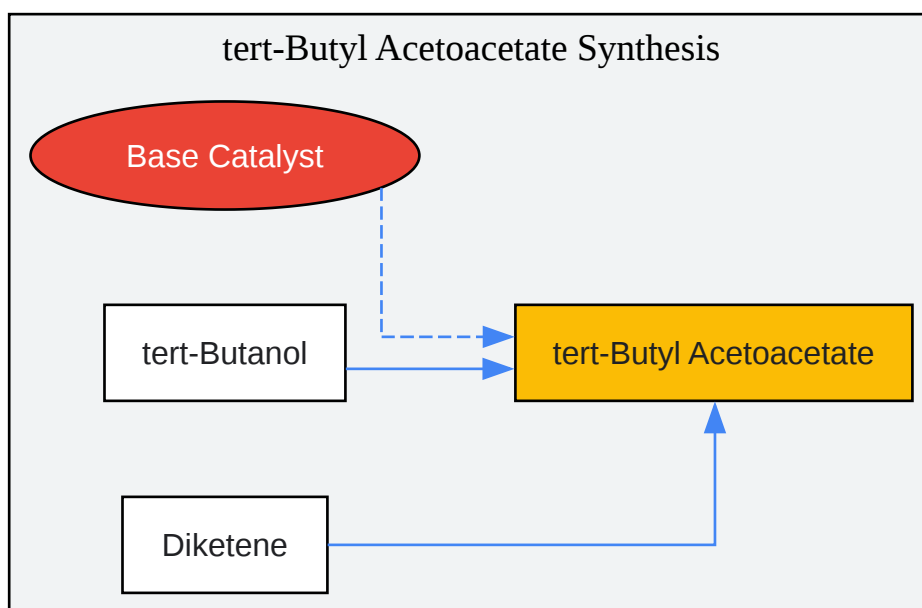 tert-Butyl Acetoacetate Synthesis
Base Catalyst
tert-Butanol
tert-Butyl Acetoacetate
Diketene